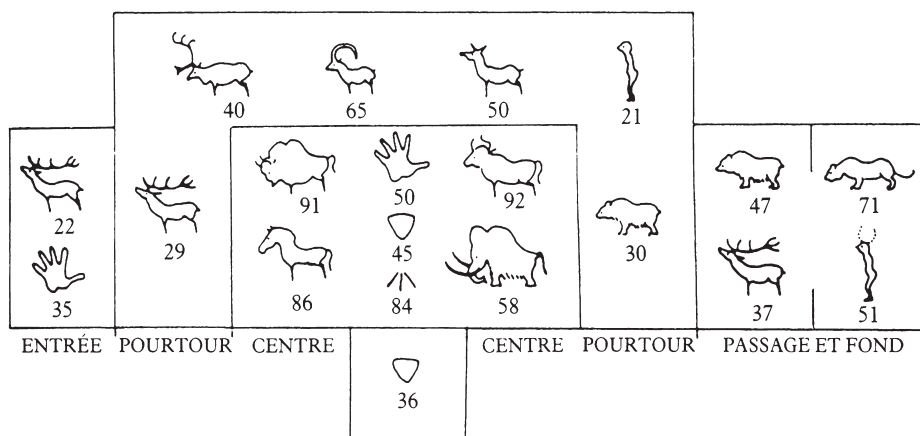 40 65 50 21
22 29 91 50 92 30 47 71
35 86 45 84 58 37 51
ENTRÉE POURTOUR CENTRE CENTRE POURTOUR PASSAGE ET FOND
36